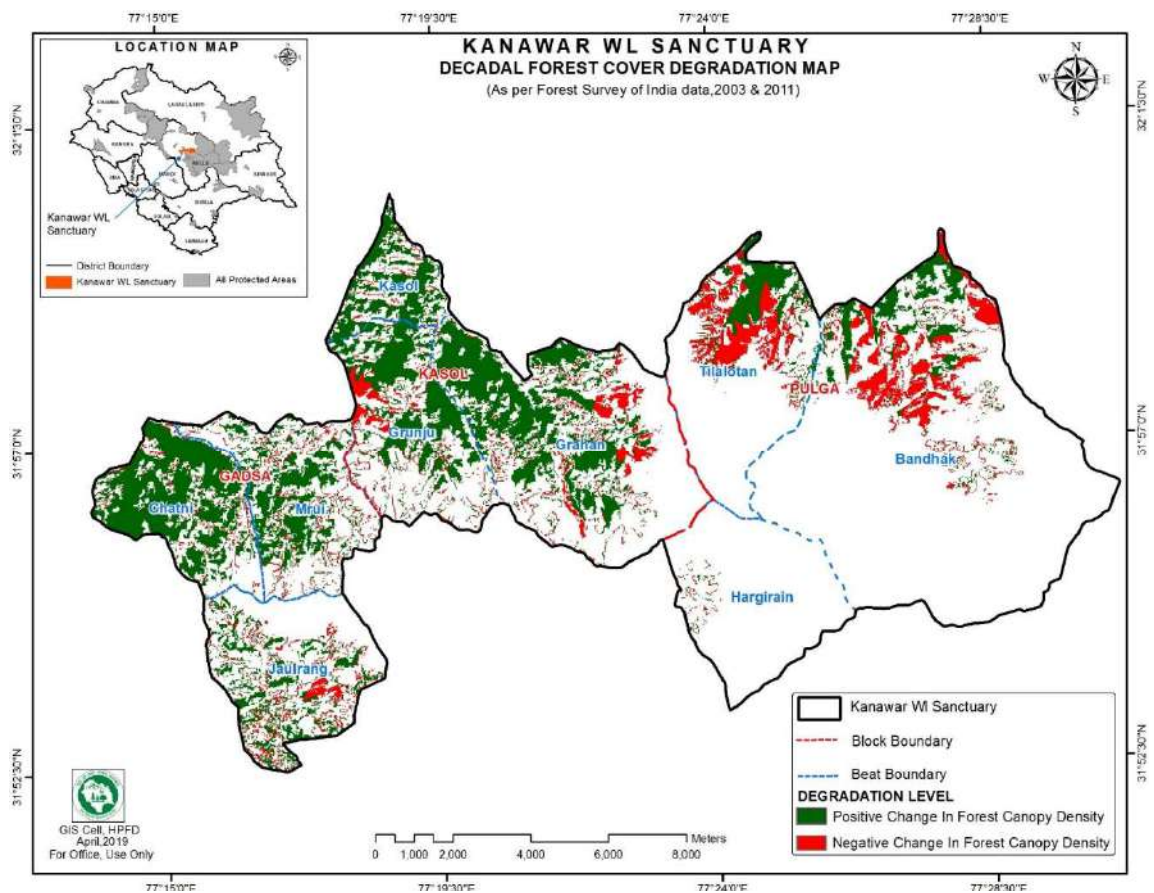 77°15'0"E
77°19'30"E
77°24'0"E
77°28'30"E
LOCATION MAP
KANAWAR WL SANCTUARY
DECADAL FOREST COVER DEGRADATION MAP
(As per Forest Survey of India data,2003 & 2011)
N
W
E
S
32°1'30"N
32°1'30"N
Kanawar WL
Sanctuary
District Boundary
Kanawar WL Sanctuary
All Protected Areas
Kasol
KASOL
Tilalotan
PULGA
Grunju
Grahan
Bandhak
31°57'0"N
31°57'0"N
GADSA
Chatni
Mrui
Hargirain
Jaulrang
31°52'30"N
31°52'30"N
Kanawar Wl Sanctuary
Block Boundary
Beat Boundary
DEGRADATION LEVEL
Positive Change In Forest Canopy Density
Negative Change In Forest Canopy Density
GIS Cell, HPFD
April,2019
For Office, Use Only
Meters
0 1,000 2,000 4,000 6,000 8,000
77°15'0"E
77°19'30"E
77°24'0"E
77°28'30"E